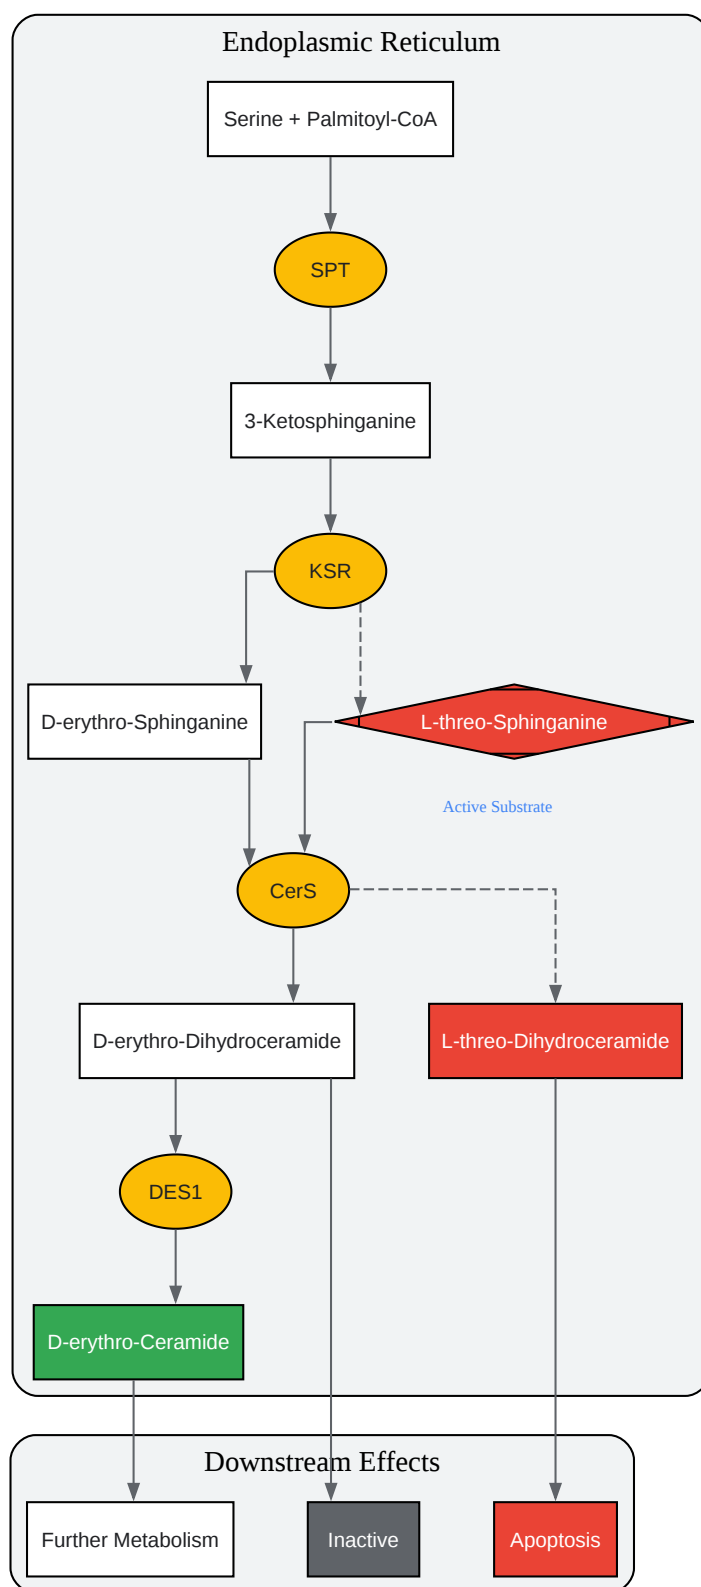 Endoplasmic Reticulum
Serine + Palmitoyl-CoA
SPT
3-Ketosphinganine
KSR
D-erythro-Sphinganine
L-threo-Sphinganine
Active Substrate
CerS
D-erythro-Dihydroceramide
L-threo-Dihydroceramide
DES1
D-erythro-Ceramide
Downstream Effects
Further Metabolism
Inactive
Apoptosis